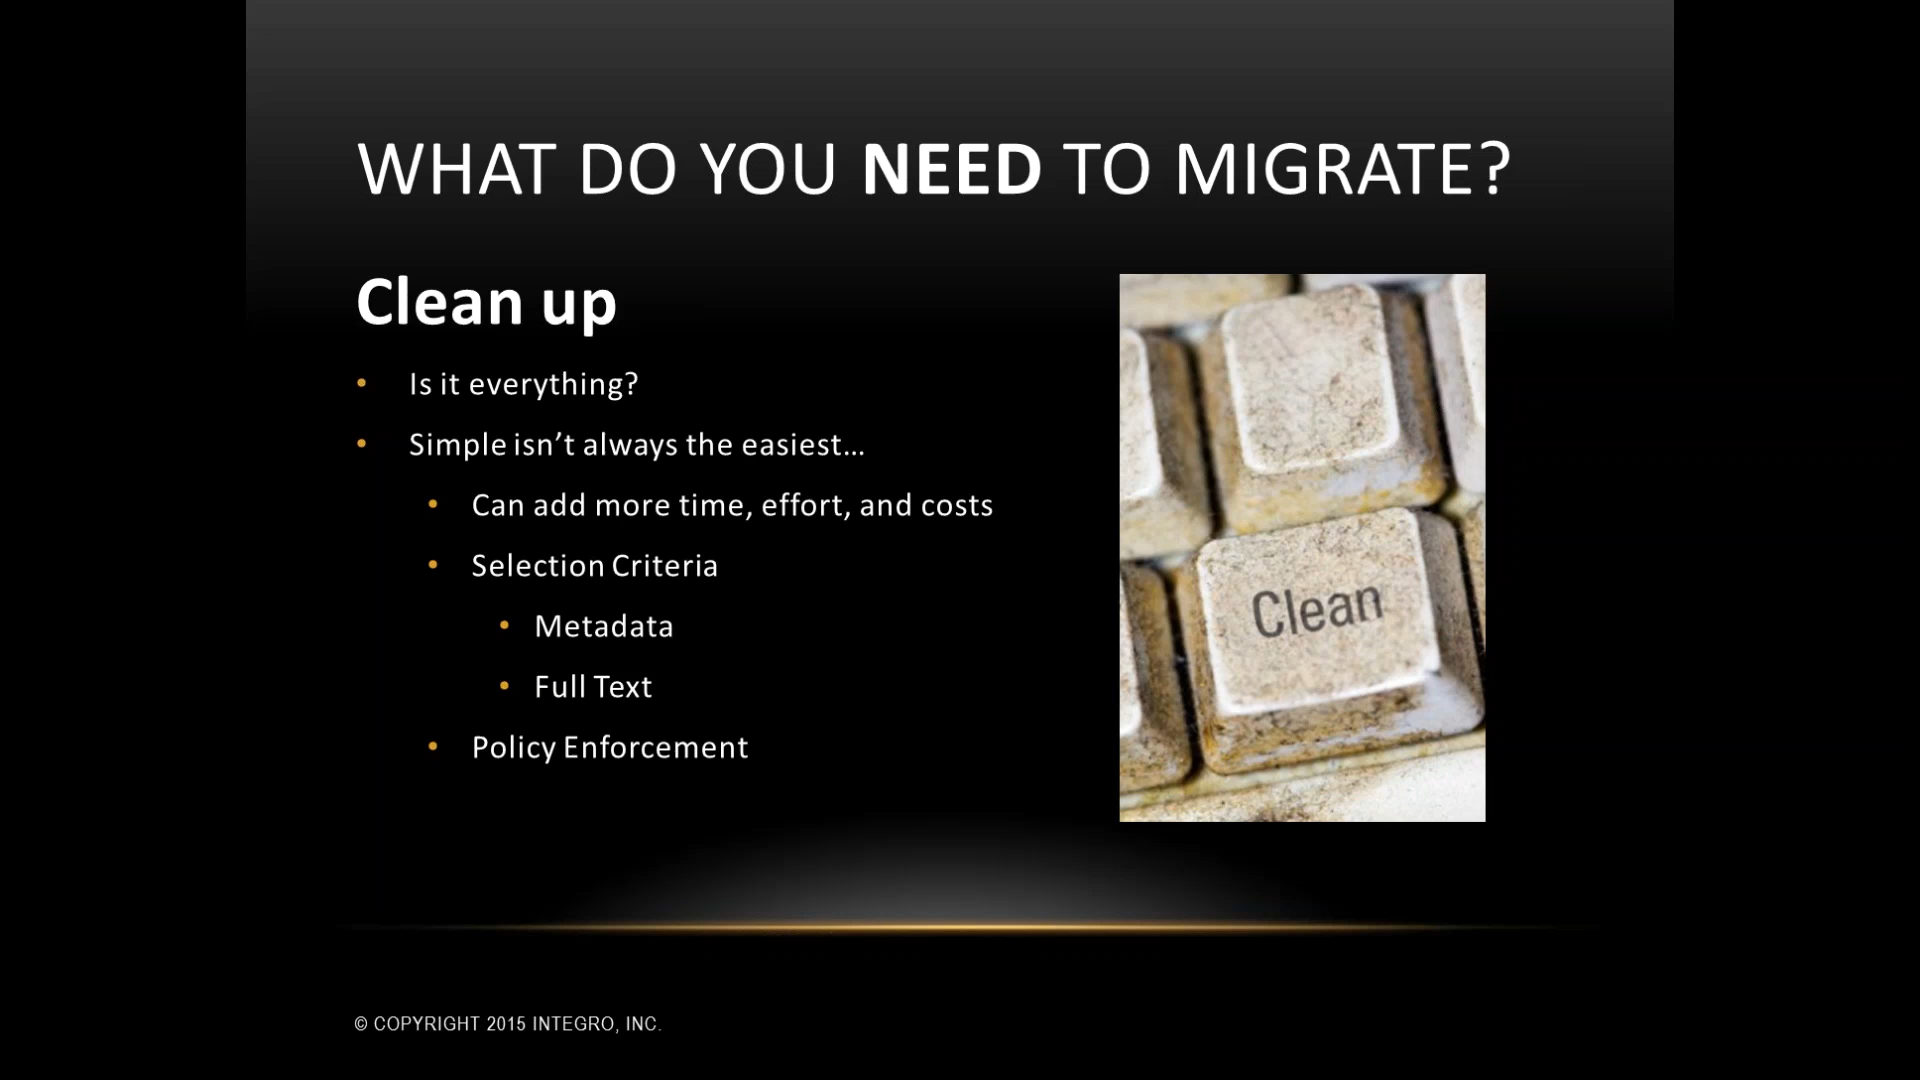 WHAT DO YOU NEED TO MIGRATE?
Clean up
• Is it everything?
• Simple isn’t always the easiest…
• Can add more time, effort, and costs
• Selection Criteria
• Metadata
• Full Text
• Policy Enforcement
Clean
© COPYRIGHT 2015 INTEGRO, INC.